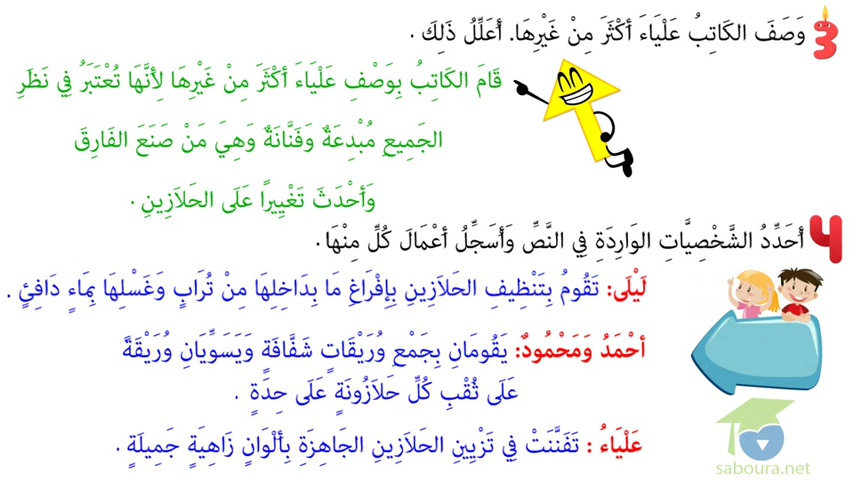 3 وَصَفَ الكَاتِبُ عَلْيَاءَ أَكْثَرَ مِنْ غَيْرِهَا. أُعَلِّلُ ذَلِكَ .
قَامَ الكَاتِبُ بِوَصْفِ عَلْيَاءَ أَكْثَرَ مِنْ غَيْرِهَا لِأَنَّهَا تُعْتَبَرُ فِي نَظَرِ
الجَمِيعِ مُبْدِعَةٌ وَفَنَّانَةٌ وَهِيَ مَنْ صَنَعَ الفَارِقَ
وَأَحْدَثَ تَغْيِيرًا عَلَى الحَلَازِينِ .
4 أُحَدِّدُ الشَّخْصِيَّاتِ الوَارِدَةِ فِي النَّصِّ وَأُسَجِّلُ أَعْمَالَ كُلِّ مِنْهَا .
لَيْلَى: تَقُومُ بِتَنْظِيفِ الحَلَازِينِ بِإِفْرَاغِ مَا بِدَاخِلِهَا مِنْ تُرَابٍ وَغَسْلِهَا بِمَاءٍ دَافِئٍ .
أَحْمَدُ وَمَحْمُودٌ: يَقُومَانِ بِجَمْعِ وُرَيْقَاتٍ شَفَّافَةٍ وَيَسَوِّيَانِ وُرَيْقَةً
عَلَى ثُقْبِ كُلِّ حَلَازُونَةٍ عَلَى حِدَةٍ .
عَلْيَاءُ : تَفَنَّنَتْ فِي تَزْيِينِ الحَلَازِينِ الجَاهِزَةِ بِأَلْوَانٍ زَاهِيَةٍ جَمِيلَةٍ .
saboura.net